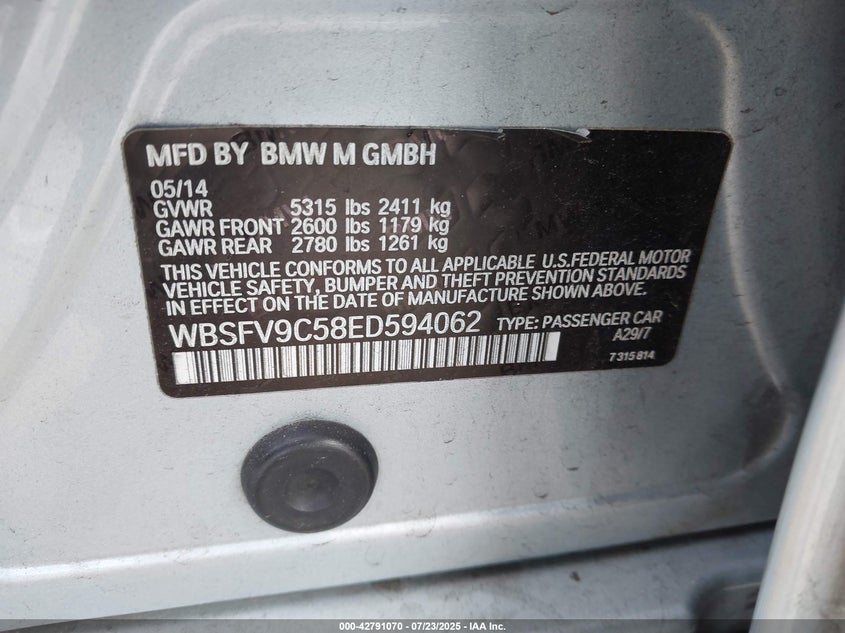 MFD BY BMW M GMBH
05/14
GVWR 5315 lbs 2411 kg
GAWR FRONT 2600 lbs 1179 kg
GAWR REAR 2780 lbs 1261 kg
THIS VEHICLE CONFORMS TO ALL APPLICABLE U.S.FEDERAL MOTOR
VEHICLE SAFETY, BUMPER AND THEFT PREVENTION STANDARDS
IN EFFECT ON THE DATE OF MANUFACTURE SHOWN ABOVE.
WBSFV9C58ED594062 TYPE: PASSENGER CAR
A29/7
7 315 814
000-42791070 — 07/23/2025 — IAA Inc.